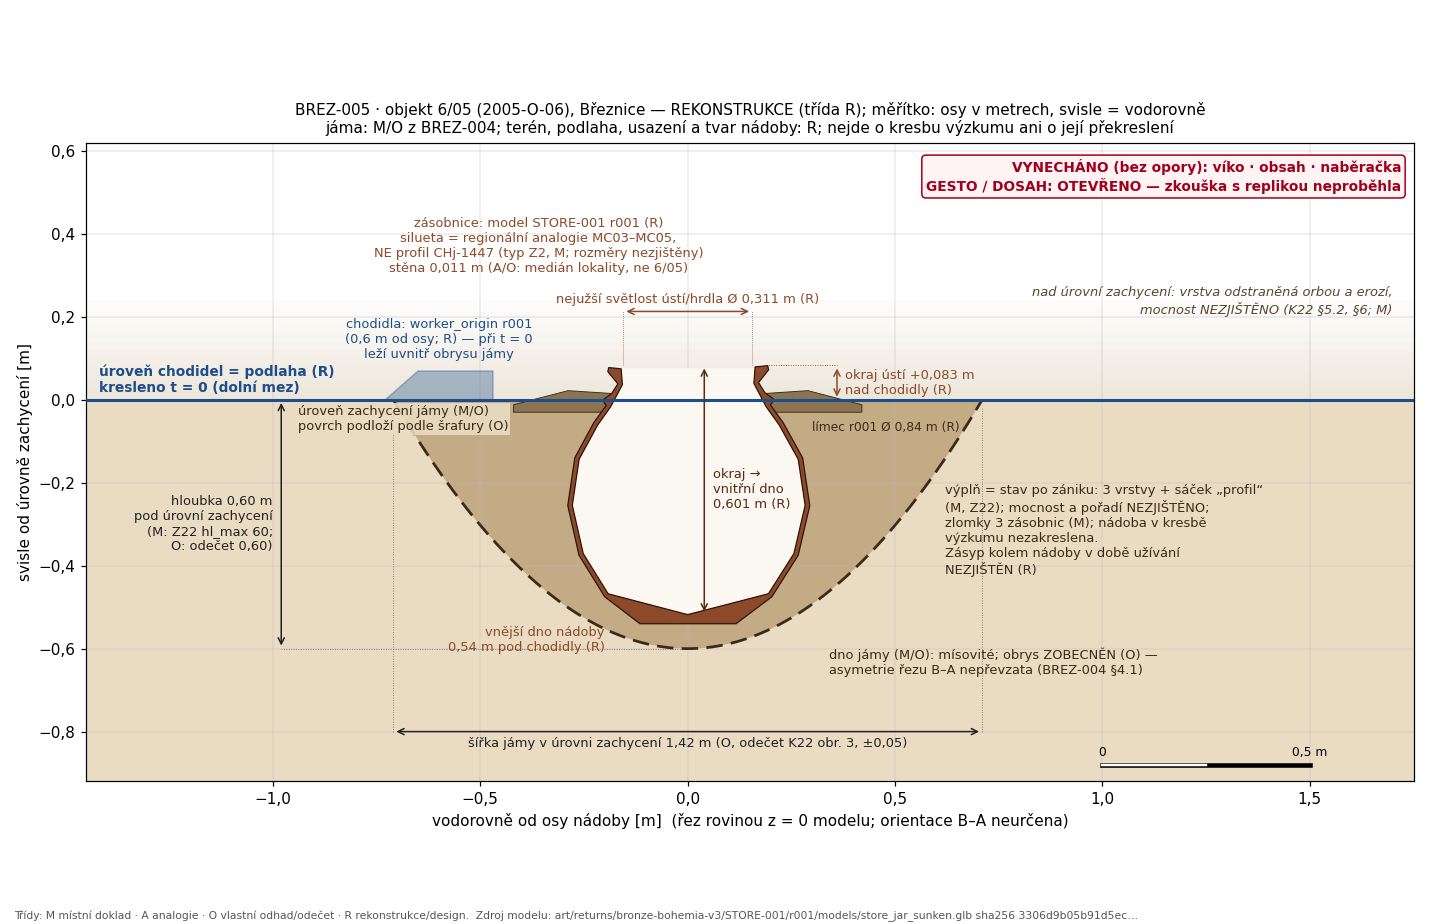 BREZ-005 · objekt 6/05 (2005-O-06), Březnice — REKONSTRUKCE (třída R); měřítko: osy v metrech, svisle = vodorovně
jáma: M/O z BREZ-004; terén, podlaha, usazení a tvar nádoby: R; nejde o kresbu výzkumu ani o její překreslení
VYNECHÁNO (bez opory): víko · obsah · naběračka
GESTO / DOSAH: OTEVŘENO — zkouška s replikou neproběhla
zásobnice: model STORE-001 r001 (R)
silueta = regionální analogie MC03–MC05,
NE profil CHj-1447 (typ Z2, M; rozměry nezjištěny)
stěna 0,011 m (A/O: medián lokality, ne 6/05)
nejužší světlost ústí/hrdla Ø 0,311 m (R)
nad úrovní zachycení: vrstva odstraněná orbou a erozí,
mocnost NEZJIŠTĚNO (K22 §5.2, §6; M)
chodidla: worker_origin r001
(0,6 m od osy; R) — při t = 0
leží uvnitř obrysu jámy
úroveň chodidel = podlaha (R)
kresleno t = 0 (dolní mez)
okraj ústí +0,083 m
nad chodidly (R)
úroveň zachycení jámy (M/O)
povrch podloží podle šrafury (O)
límec r001 Ø 0,84 m (R)
okraj →
vnitřní dno
0,601 m (R)
hloubka 0,60 m
pod úrovní zachycení
(M: Z22 hl_max 60;
O: odečet 0,60)
výplň = stav po zániku: 3 vrstvy + sáček „profil“
(M, Z22); mocnost a pořadí NEZJIŠTĚNO;
zlomky 3 zásobnic (M); nádoba v kresbě
výzkumu nezakreslena.
Zásyp kolem nádoby v době užívání
NEZJIŠTĚN (R)
vnější dno nádoby
0,54 m pod chodidly (R)
dno jámy (M/O): mísovité; obrys ZOBECNĚN (O) —
asymetrie řezu B–A nepřevzata (BREZ-004 §4.1)
šířka jámy v úrovni zachycení 1,42 m (O, odečet K22 obr. 3, ±0,05)
0 0,5 m
0,6
0,4
0,2
0,0
−0,2
−0,4
−0,6
−0,8
svisle od úrovně zachycení [m]
−1,0 −0,5 0,0 0,5 1,0 1,5
vodorovně od osy nádoby [m] (řez rovinou z = 0 modelu; orientace B–A neurčena)
Třídy: M místní doklad · A analogie · O vlastní odhad/odečet · R rekonstrukce/design. Zdroj modelu: art/returns/bronze-bohemia-v3/STORE-001/r001/models/store_jar_sunken.glb sha256 3306d9b05b91d5ec…